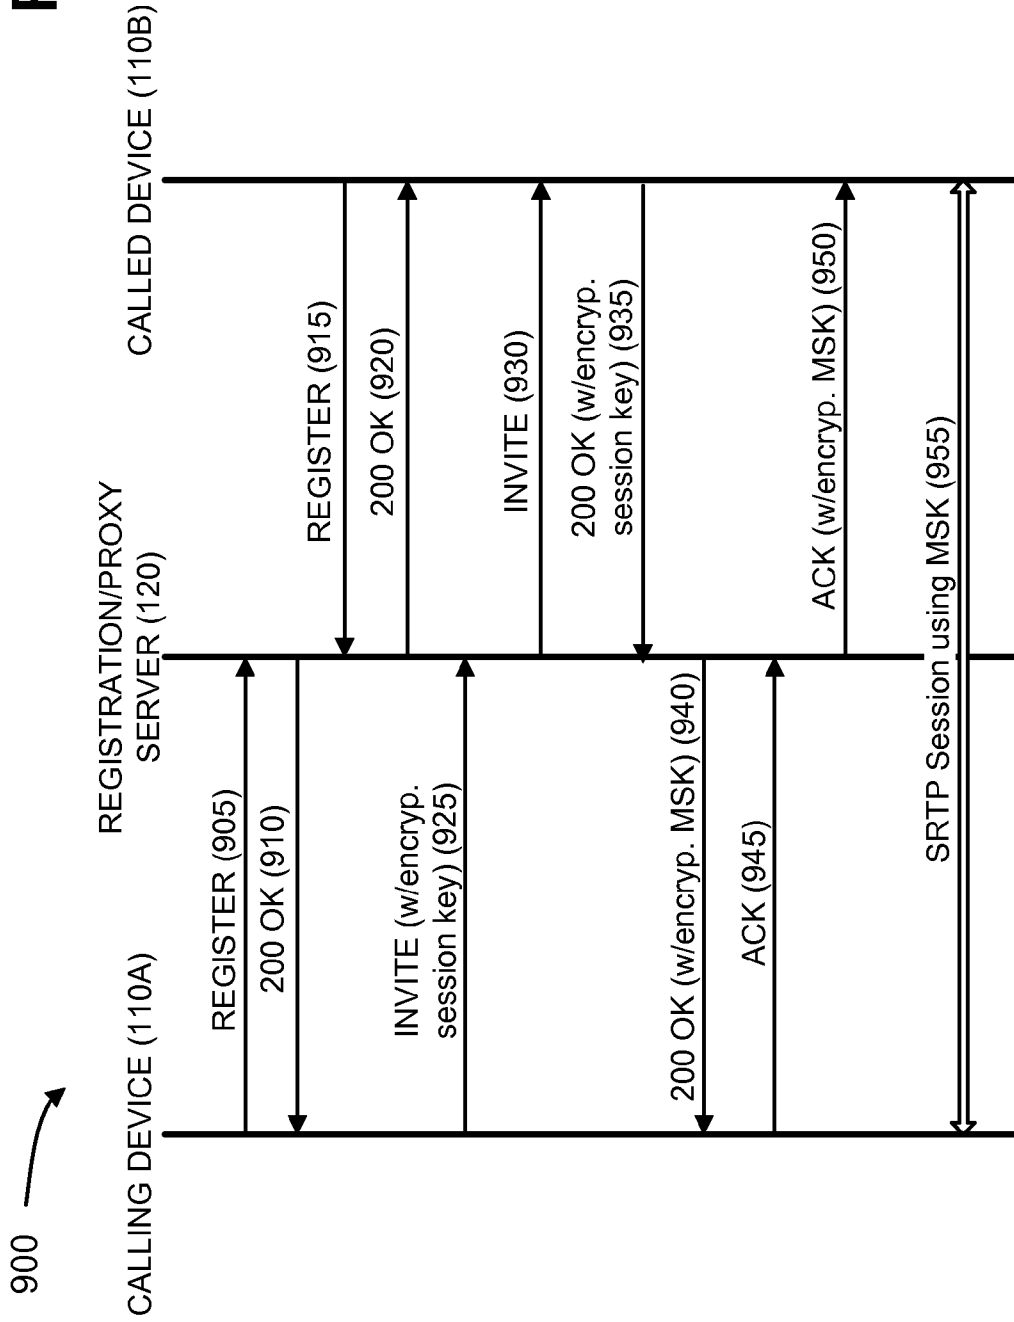 900
CALLING DEVICE (110A)
REGISTRATION/PROXY
SERVER (120)
CALLED DEVICE (110B)
REGISTER (905)
200 OK (910)
REGISTER (915)
200 OK (920)
INVITE (w/encryp.
session key) (925)
INVITE (930)
200 OK (w/encryp.
session key) (935)
200 OK (w/encryp. MSK) (940)
ACK (945)
ACK (w/encryp. MSK) (950)
SRTP Session using MSK (955)